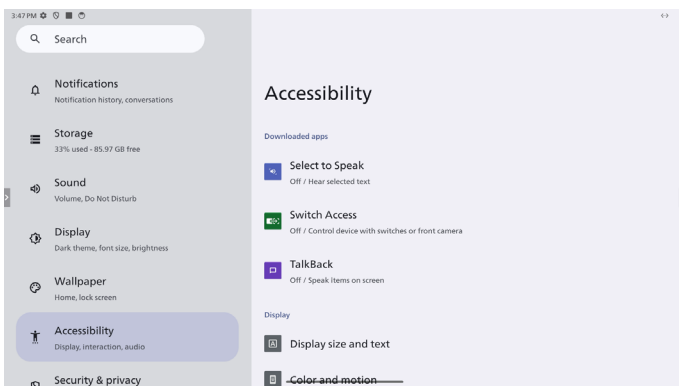 3:47 PM
Search
Notifications
Notification history, conversations
Storage
33% used - 85.97 GB free
Sound
Volume, Do Not Disturb
Display
Dark theme, font size, brightness
Wallpaper
Home, lock screen
Accessibility
Display, interaction, audio
Security & privacy
Accessibility
Downloaded apps
Select to Speak
Off / Hear selected text
Switch Access
Off / Control device with switches or front camera
TalkBack
Off / Speak items on screen
Display
Display size and text
Color and motion